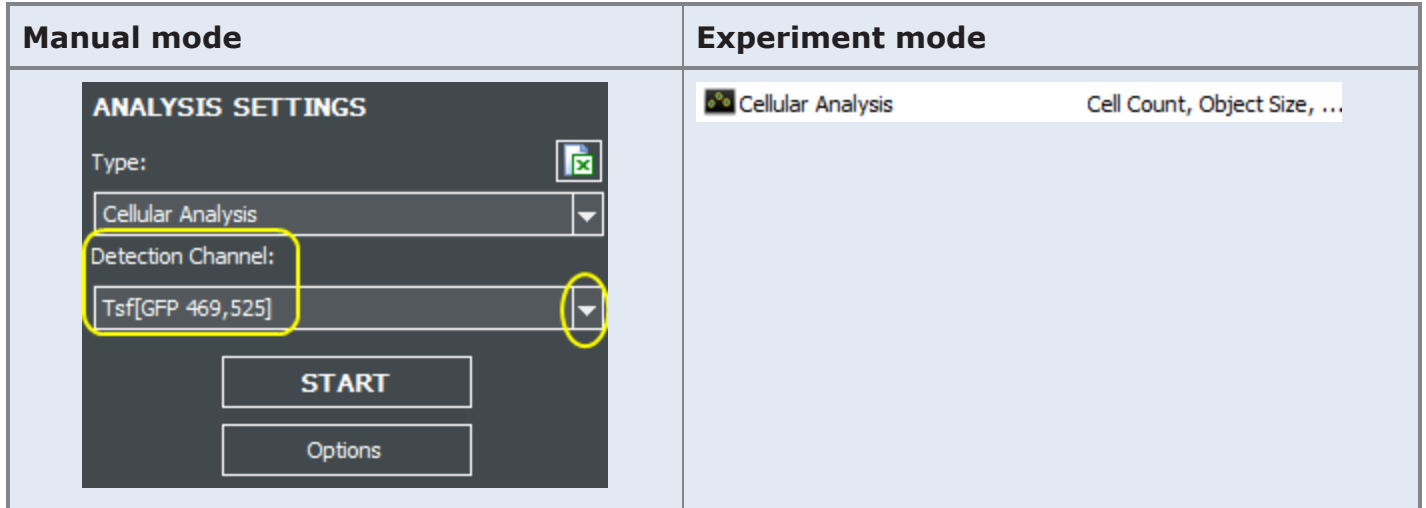 Manual mode
Experiment mode
ANALYSIS SETTINGS
Type:
Cellular Analysis
Detection Channel:
Tsf[GFP 469,525]
START
Options
Cellular Analysis Cell Count, Object Size, ...